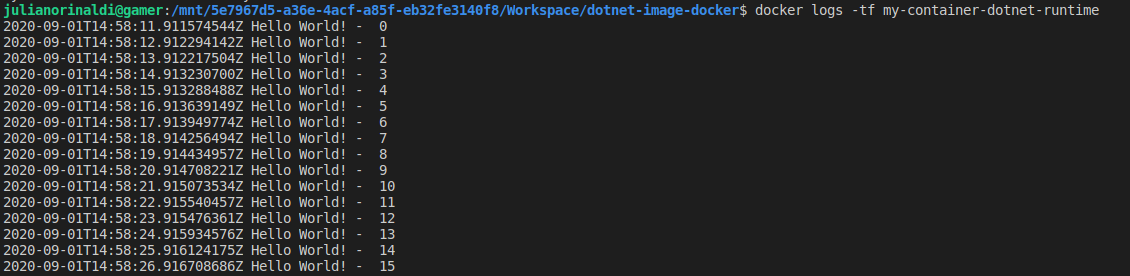 julianorinaldi@gamer:/mnt/5e7967d5-a36e-4acf-a85f-eb32fe3140f8/Workspace/dotnet-image-docker$ docker logs -tf my-container-dotnet-runtime
2020-09-01T14:58:11.911574544Z Hello World! -  0
2020-09-01T14:58:12.912294142Z Hello World! -  1
2020-09-01T14:58:13.912217504Z Hello World! -  2
2020-09-01T14:58:14.913230700Z Hello World! -  3
2020-09-01T14:58:15.913288488Z Hello World! -  4
2020-09-01T14:58:16.913639149Z Hello World! -  5
2020-09-01T14:58:17.913949774Z Hello World! -  6
2020-09-01T14:58:18.914256494Z Hello World! -  7
2020-09-01T14:58:19.914434957Z Hello World! -  8
2020-09-01T14:58:20.914708221Z Hello World! -  9
2020-09-01T14:58:21.915073534Z Hello World! -  10
2020-09-01T14:58:22.915540457Z Hello World! -  11
2020-09-01T14:58:23.915476361Z Hello World! -  12
2020-09-01T14:58:24.915934576Z Hello World! -  13
2020-09-01T14:58:25.916124175Z Hello World! -  14
2020-09-01T14:58:26.916708686Z Hello World! -  15